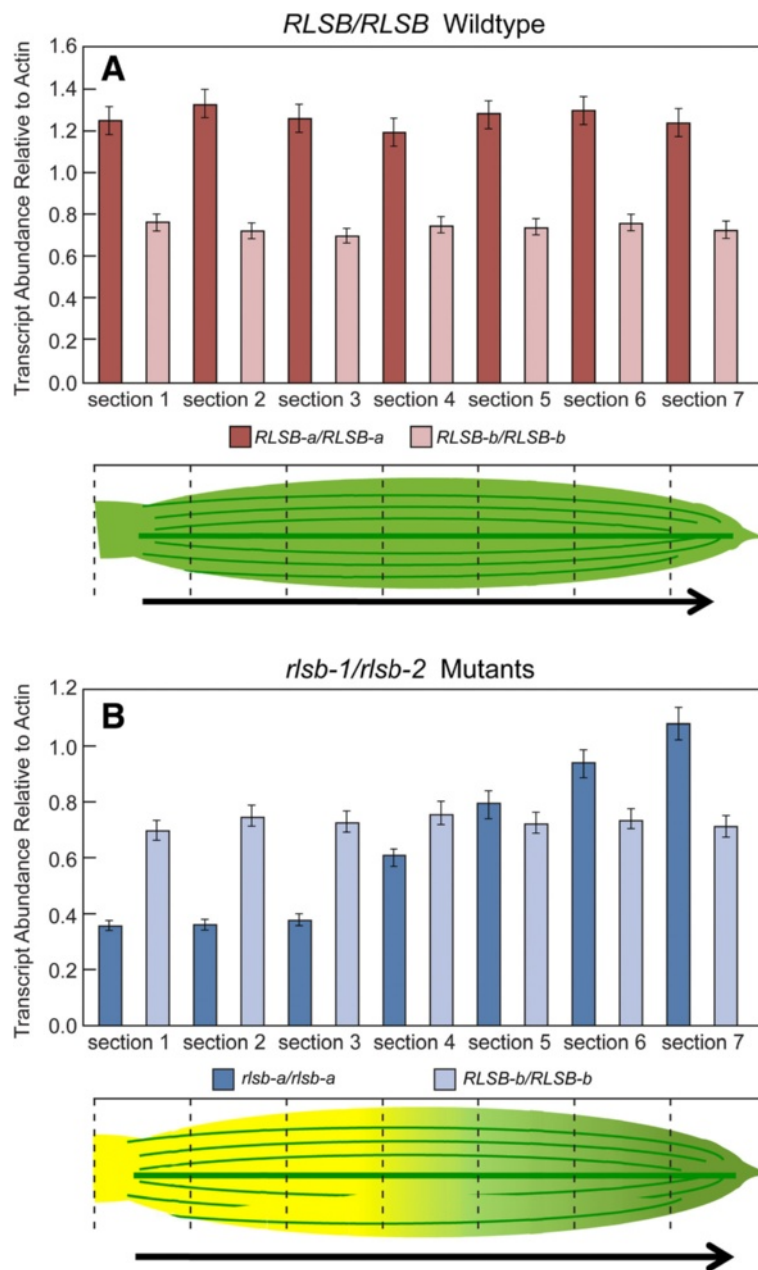 RLSB/RLSB Wildtype
A
Transcript Abundance Relative to Actin
1.6
1.4
1.2
1.0
0.8
0.6
0.4
0.2
0.0
section 1 section 2 section 3 section 4 section 5 section 6 section 7
RLSB-a/RLSB-a RLSB-b/RLSB-b
rlsb-1/rlsb-2 Mutants
B
Transcript Abundance Relative to Actin
1.2
1.0
0.8
0.6
0.4
0.2
0.0
section 1 section 2 section 3 section 4 section 5 section 6 section 7
rlsb-a/rlsb-a RLSB-b/RLSB-b